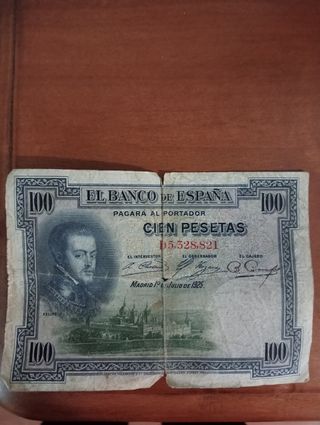 100
EL BANCO DE ESPAÑA
100
PAGARÁ AL PORTADOR
CIEN PESETAS
D5,328,821
EL INTERVENTOR
EL GOBERNADOR
EL CAJERO
MADRID 1º DE JULIO DE 1925
FELIPE
100
100